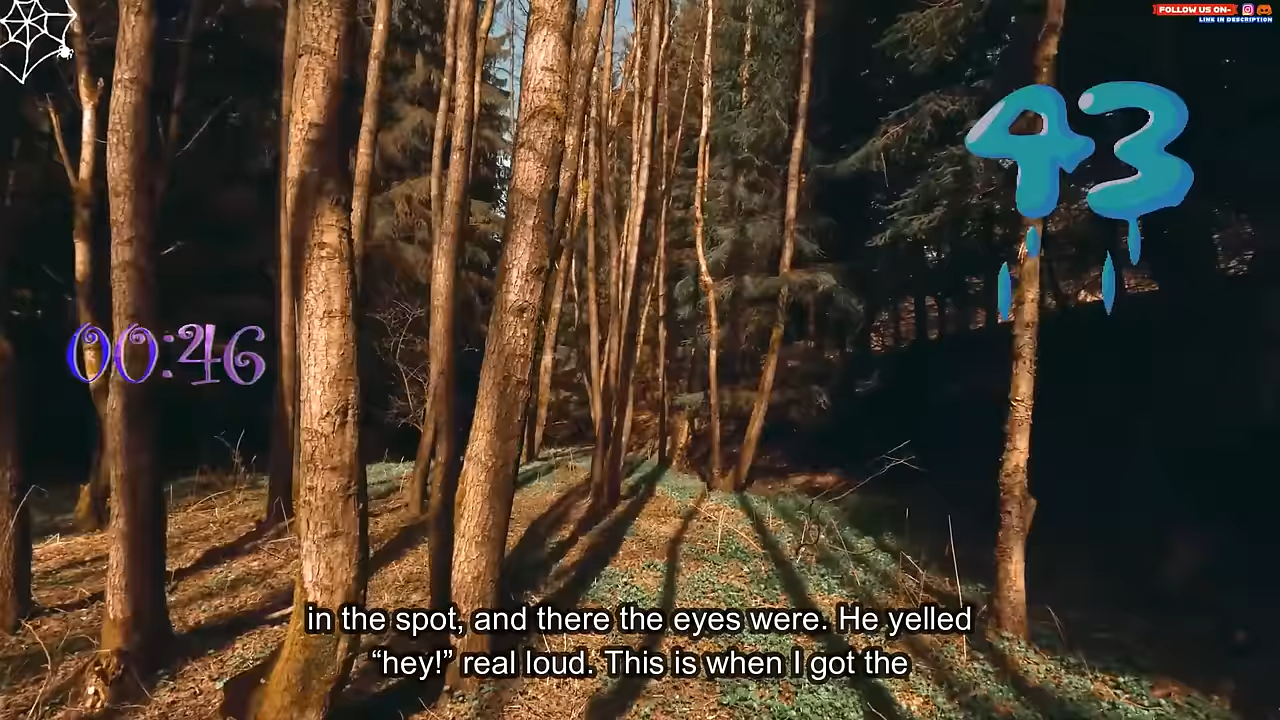 FOLLOW US ON-
LINK IN DESCRIPTION
43
00:46
in the spot, and there the eyes were. He yelled
“hey!” real loud. This is when I got the